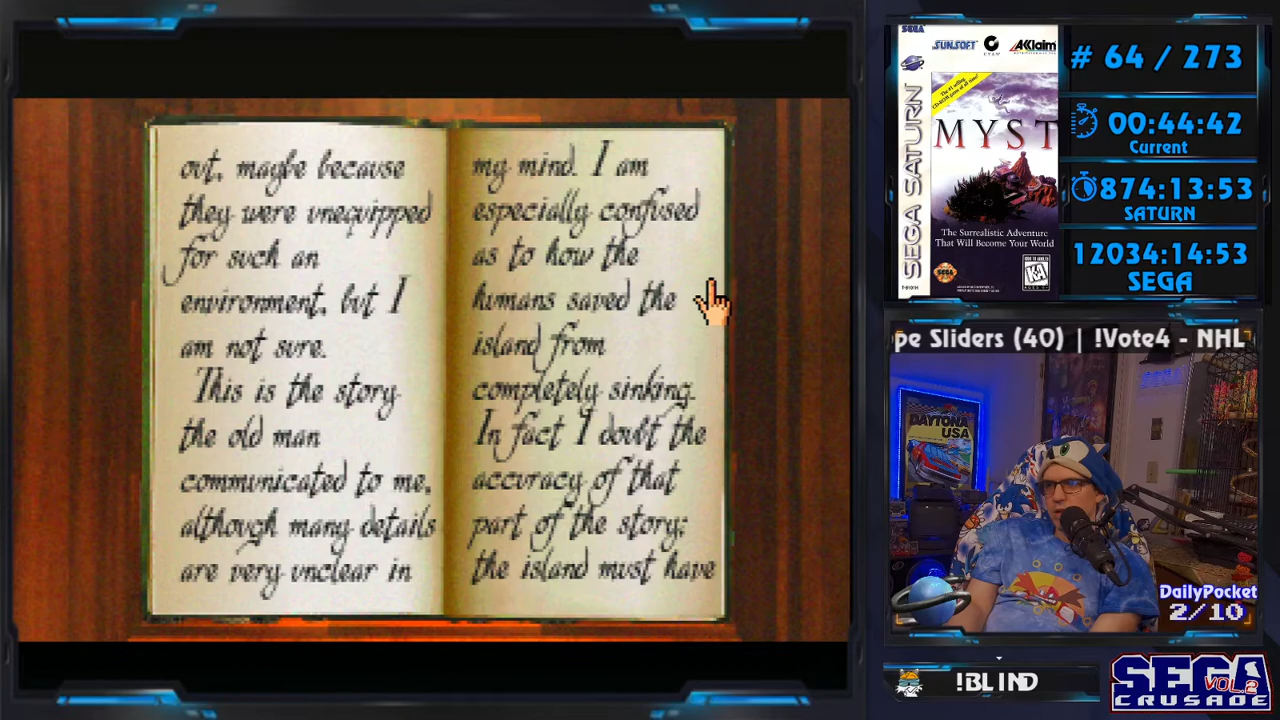 out, maybe because
they were unequipped
for such an
environment, but I
am not sure.
This is the story
the old man
communicated to me,
although many details
are very unclear in
my mind. I am
especially confused
as to how the
humans saved the
island from
completely sinking.
In fact I doubt the
accuracy of that
part of the story;
the island must have
SEGA
SUNSOFT
CYAN
AKKlaim
SEGA SATURN
MYST
The Surrealistic Adventure
That Will Become Your World
SEGA
K-A
# 64 / 273
00:44:42
Current
874:13:53
SATURN
12034:14:53
SEGA
pe Sliders (40) | !Vote4 - NHL
DAYTONA
USA
DailyPocket
2/10
!BLIND
SEGA
VOL.2
CRUSADE